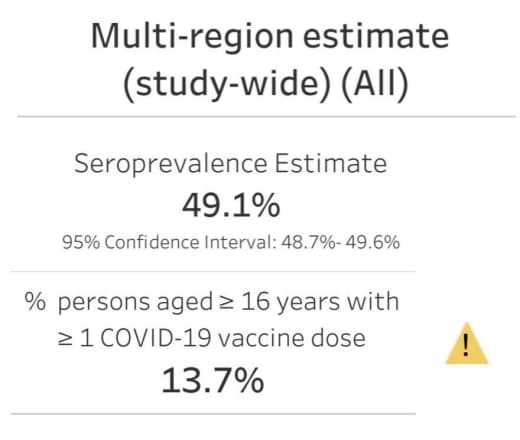 Multi-region estimate
(study-wide) (All)
Seroprevalence Estimate
49.1%
95% Confidence Interval: 48.7%- 49.6%
% persons aged ≥ 16 years with
≥ 1 COVID-19 vaccine dose
!
13.7%